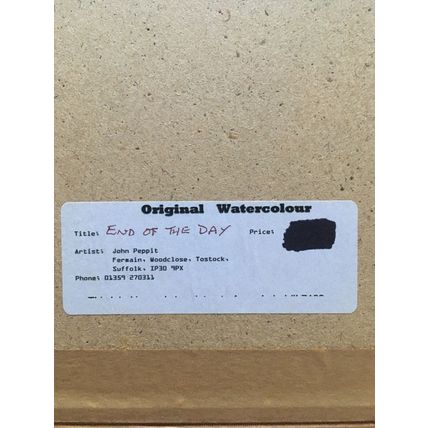 Original Watercolour
Title: END OF THE DAY Price:
Artist: John Peppit
Fermain, Woodclose, Tostock,
Suffolk, IP30 9PX
Phone: 01359 270311